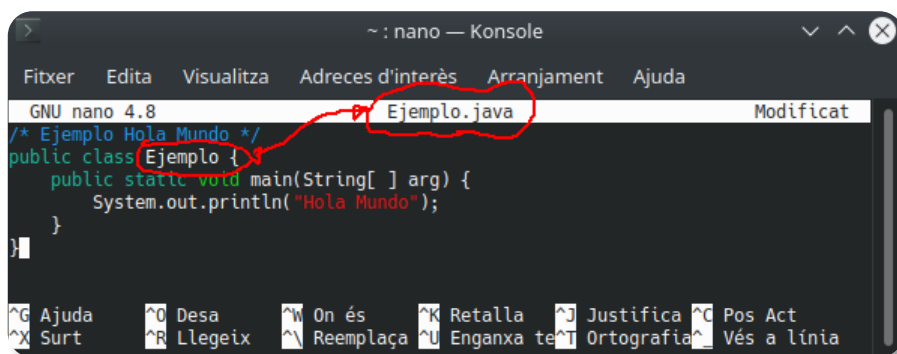 ~ : nano — Konsole
Fitxer Edita Visualitza Adreces d'interès Arranjament Ajuda
GNU nano 4.8 Ejemplo.java Modificat
/* Ejemplo Hola Mundo */
public class Ejemplo {
    public static void main(String[ ] arg) {
        System.out.println("Hola Mundo");
    }
}
^G Ajuda ^O Desa ^W On és ^K Retalla ^J Justifica ^C Pos Act
^X Surt ^R Llegeix ^\ Reemplaça ^U Enganxa te^T Ortografia^_ Vés a línia